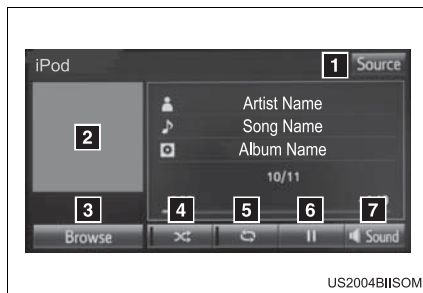 iPod
1 Source
Artist Name
2 Song Name
Album Name
10/11
3 4 5 6 7
Browse Sound
US2004BIISOM